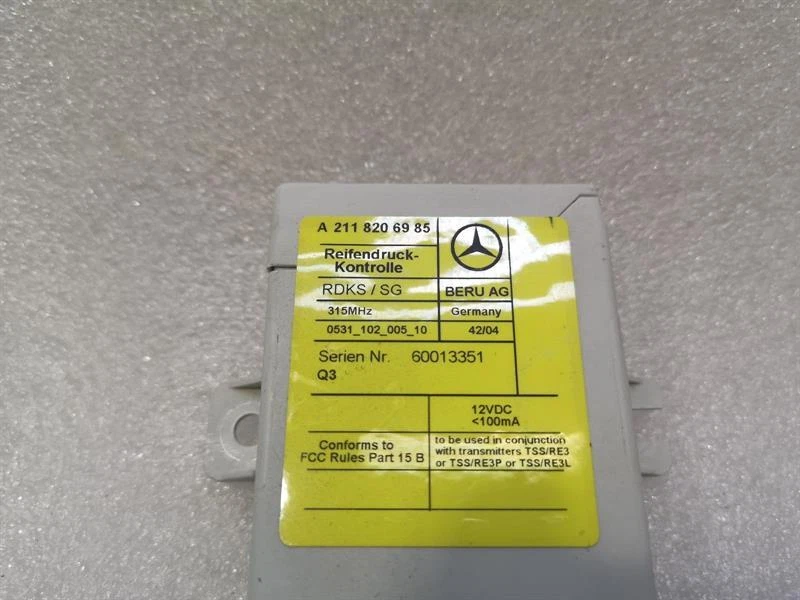 A 211 820 69 85
Reifendruck-
Kontrolle
RDKS / SG
BERU AG
315MHz
Germany
0531_102_005_10
42/04
Serien Nr. 60013351
Q3
12VDC
<100mA
Conforms to
FCC Rules Part 15 B
to be used in conjunction
with transmitters TSS/RE3
or TSS/RE3P or TSS/RE3L